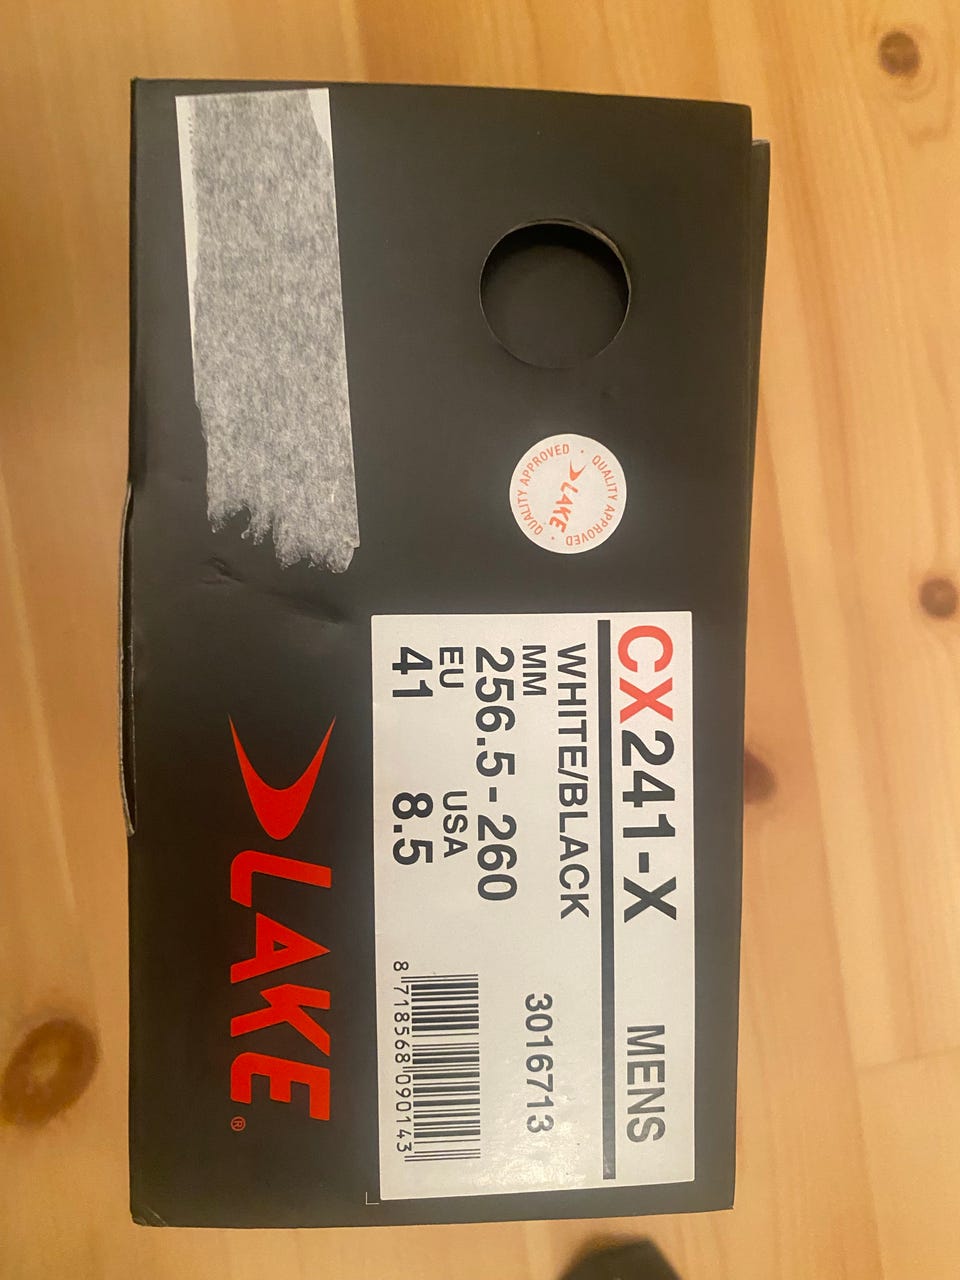 CX241-X MENS
WHITE/BLACK
MM
256.5 - 260
3016713
EU USA
41 8.5
8 718568 090143
LAKE®
QUALITY APPROVED · QUALITY APPROVED ·
LAKE